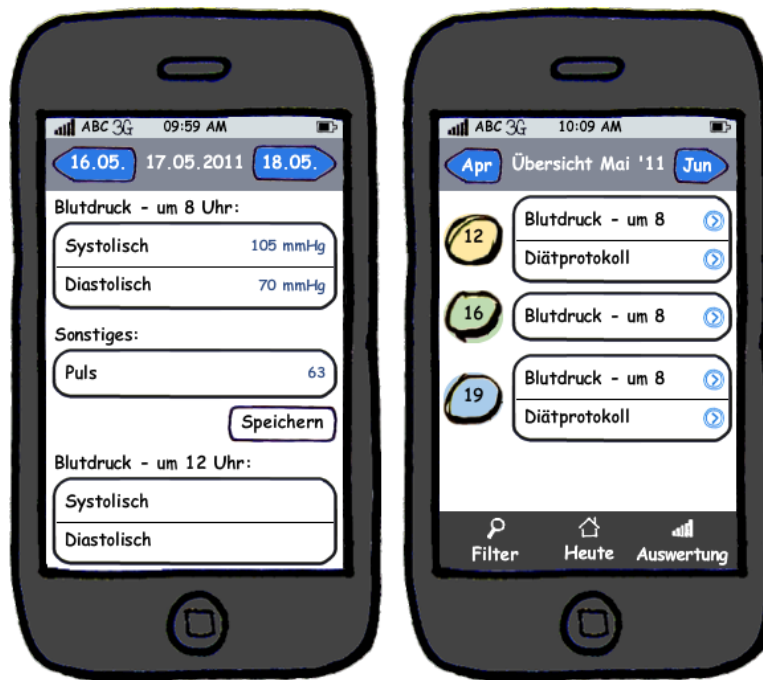 ABC 3G 09:59 AM
16.05. 17.05.2011 18.05.
Blutdruck - um 8 Uhr:
Systolisch 105 mmHg
Diastolisch 70 mmHg
Sonstiges:
Puls 63
Speichern
Blutdruck - um 12 Uhr:
Systolisch
Diastolisch
ABC 3G 10:09 AM
Apr Übersicht Mai '11 Jun
12
Blutdruck - um 8
Diätprotokoll
16
Blutdruck - um 8
19
Blutdruck - um 8
Diätprotokoll
Filter Heute Auswertung